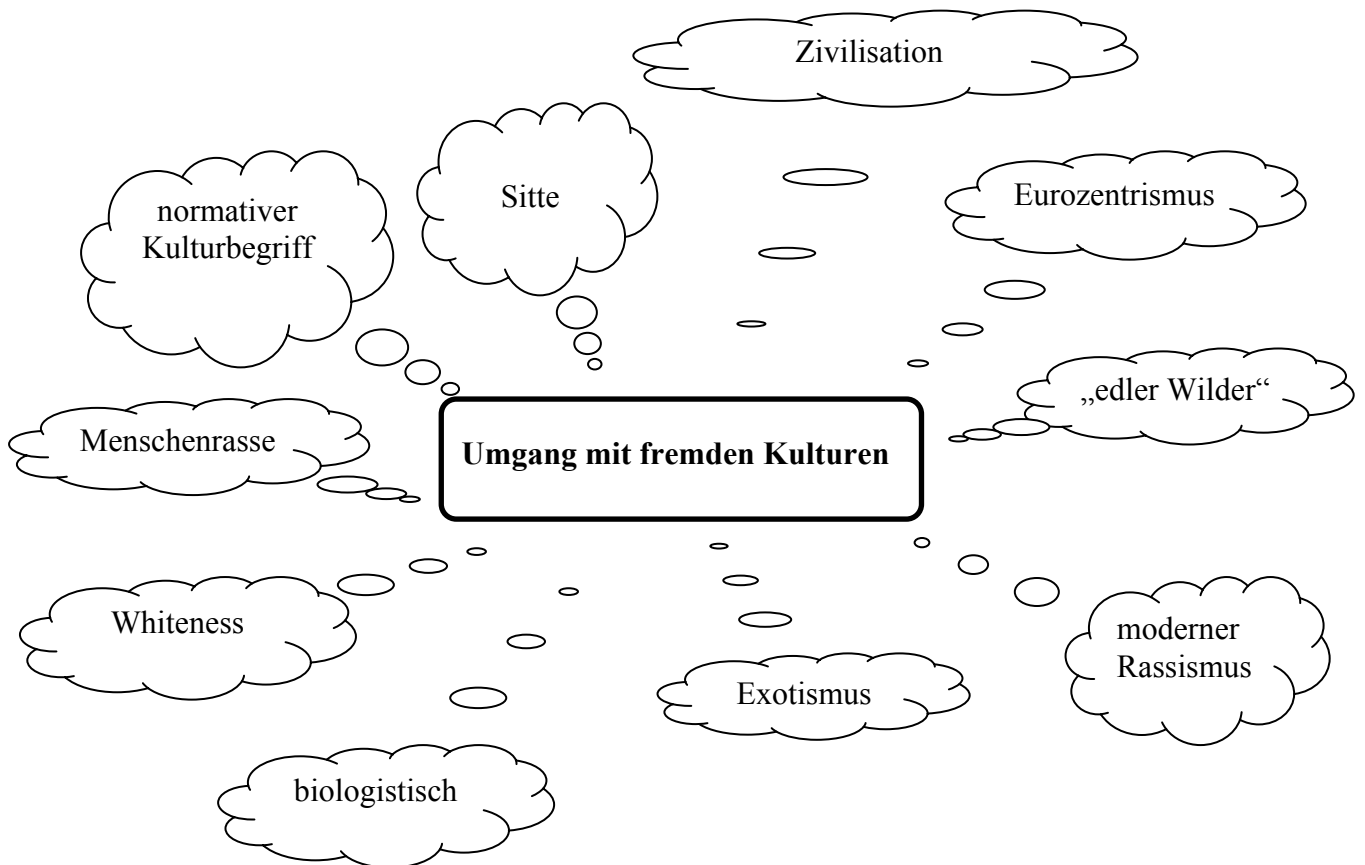 Zivilisation
Sitte
Eurozentrismus
normativer
Kulturbegriff
„edler Wilder“
Menschenrasse
Umgang mit fremden Kulturen
Whiteness
moderner
Rassismus
Exotismus
biologistisch